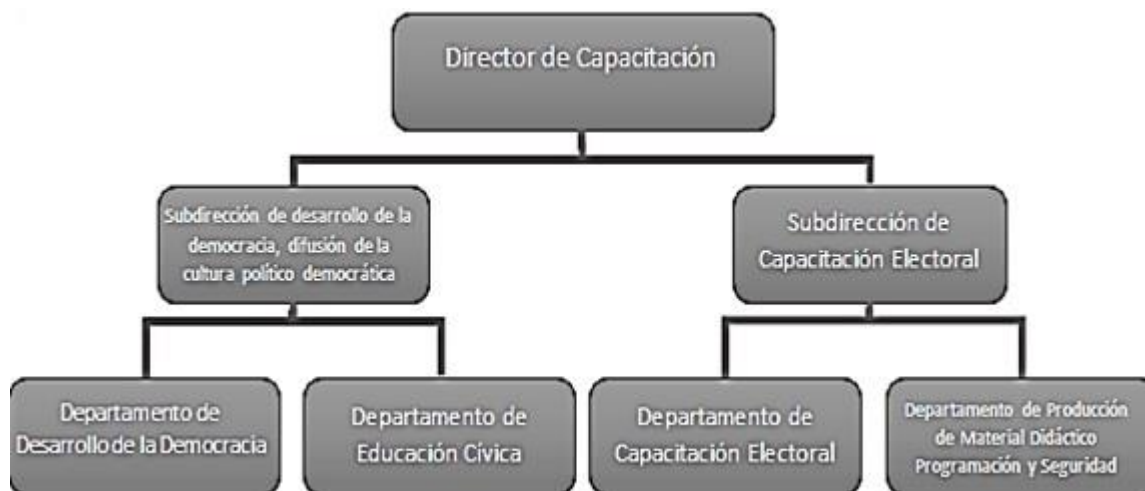 Director de Capacitación
Subdirección de desarrollo de la
democracia, difusión de la
cultura político democrática
Subdirección de
Capacitación Electoral
Departamento de
Desarrollo de la Democracia
Departamento de
Educación Cívica
Departamento de
Capacitación Electoral
Departamento de Producción
de Material Didáctico
Programación y Seguridad